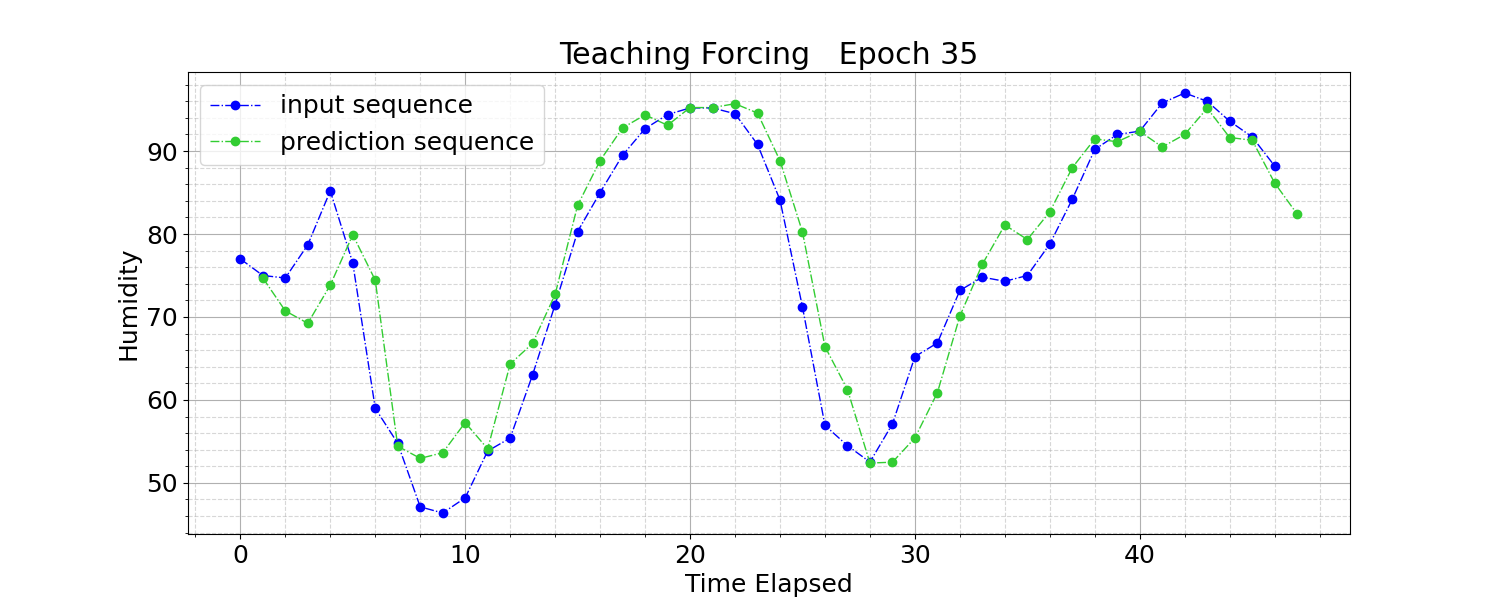 Teaching Forcing   Epoch 35
input sequence
prediction sequence
90
80
70
60
50
Humidity
0 10 20 30 40
Time Elapsed